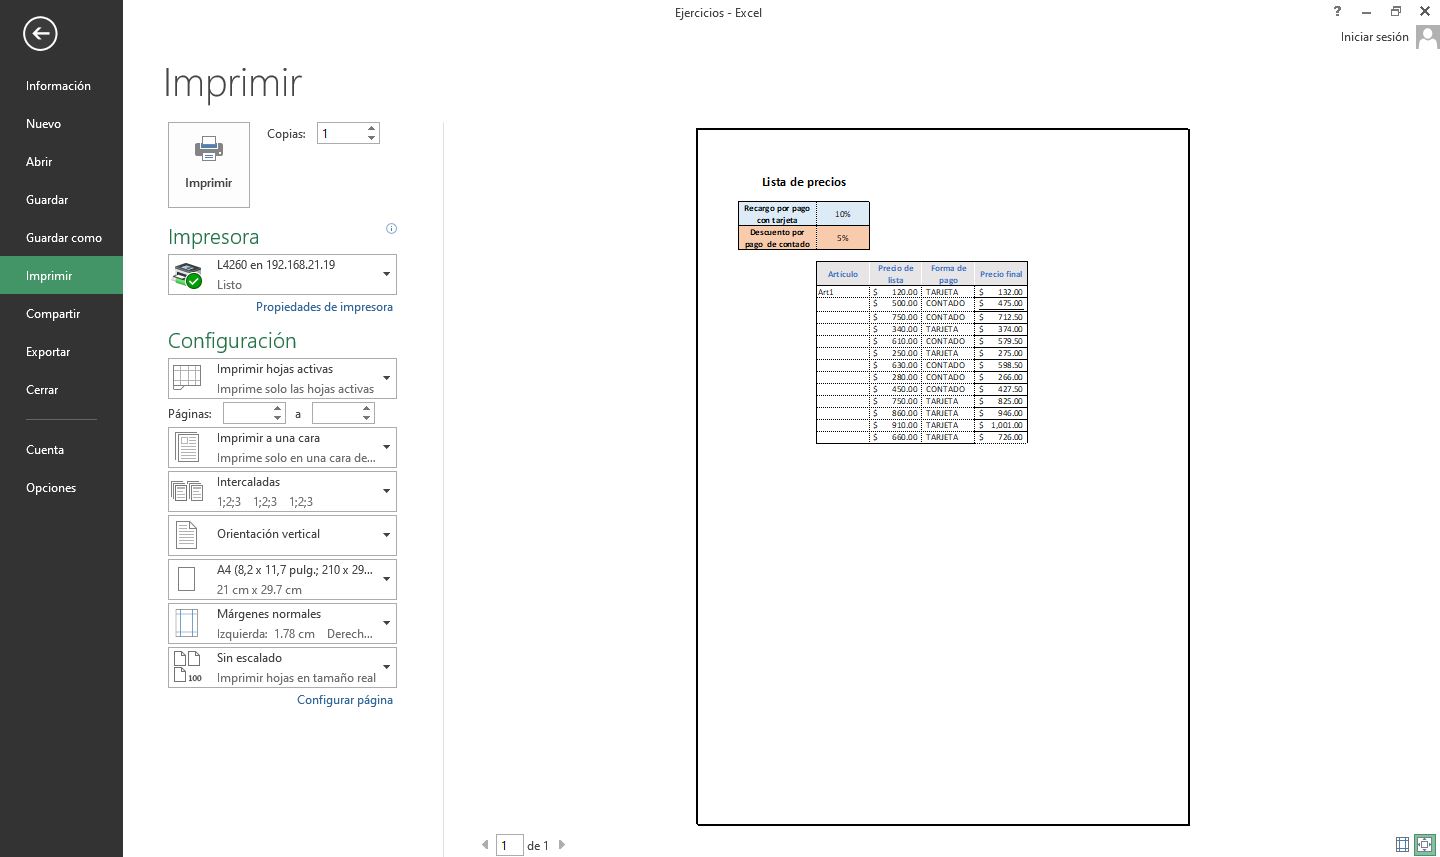 Ejercicios - Excel
?
Iniciar sesión
Información
Nuevo
Abrir
Guardar
Guardar como
Imprimir
Compartir
Exportar
Cerrar
Cuenta
Opciones
Imprimir
Imprimir
Copias: 1
Impresora
L4260 en 192.168.21.19
Listo
Propiedades de impresora
Configuración
Imprimir hojas activas
Imprime solo las hojas activas
Páginas: a
Imprimir a una cara
Imprime solo en una cara de...
Intercaladas
1;2;3 1;2;3 1;2;3
Orientación vertical
A4 (8,2 x 11,7 pulg.; 210 x 29...
21 cm x 29.7 cm
Márgenes normales
Izquierda: 1.78 cm Derech...
Sin escalado
100
Imprimir hojas en tamaño real
Configurar página
Lista de precios
Recargo por pago
con tarjeta
10%
Descuento por
pago de contado
5%
Artículo Precio de lista Forma de pago Precio final
Art1 $ 120.00 TARJETA $ 132.00
$ 500.00 CONTADO $ 475.00
$ 750.00 CONTADO $ 712.50
$ 340.00 TARJETA $ 374.00
$ 610.00 CONTADO $ 579.50
$ 250.00 TARJETA $ 275.00
$ 630.00 CONTADO $ 598.50
$ 280.00 CONTADO $ 266.00
$ 450.00 CONTADO $ 427.50
$ 750.00 TARJETA $ 825.00
$ 860.00 TARJETA $ 946.00
$ 910.00 TARJETA $ 1,001.00
$ 660.00 TARJETA $ 726.00
1 de 1